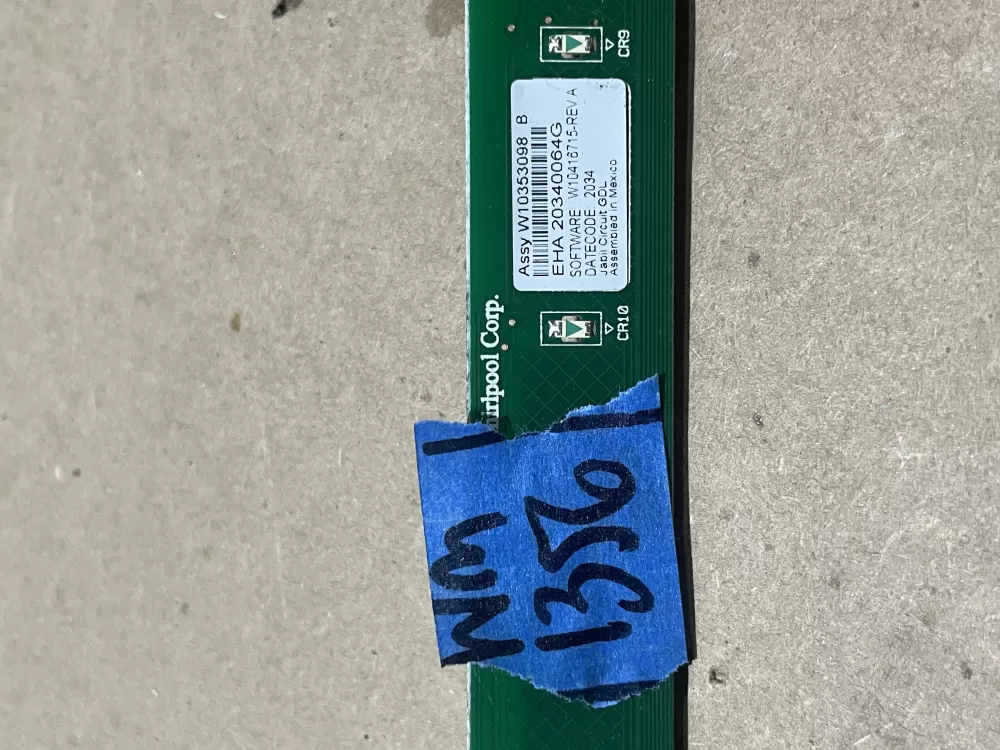 CR9
Assy W10353098 B
EHA 20340064G
SOFTWARE W10416715-REV A
DATECODE 2034
Jabil Circuit GDL
Assembled in Mexico
CR10
hirlpool Corp.
WM
1356